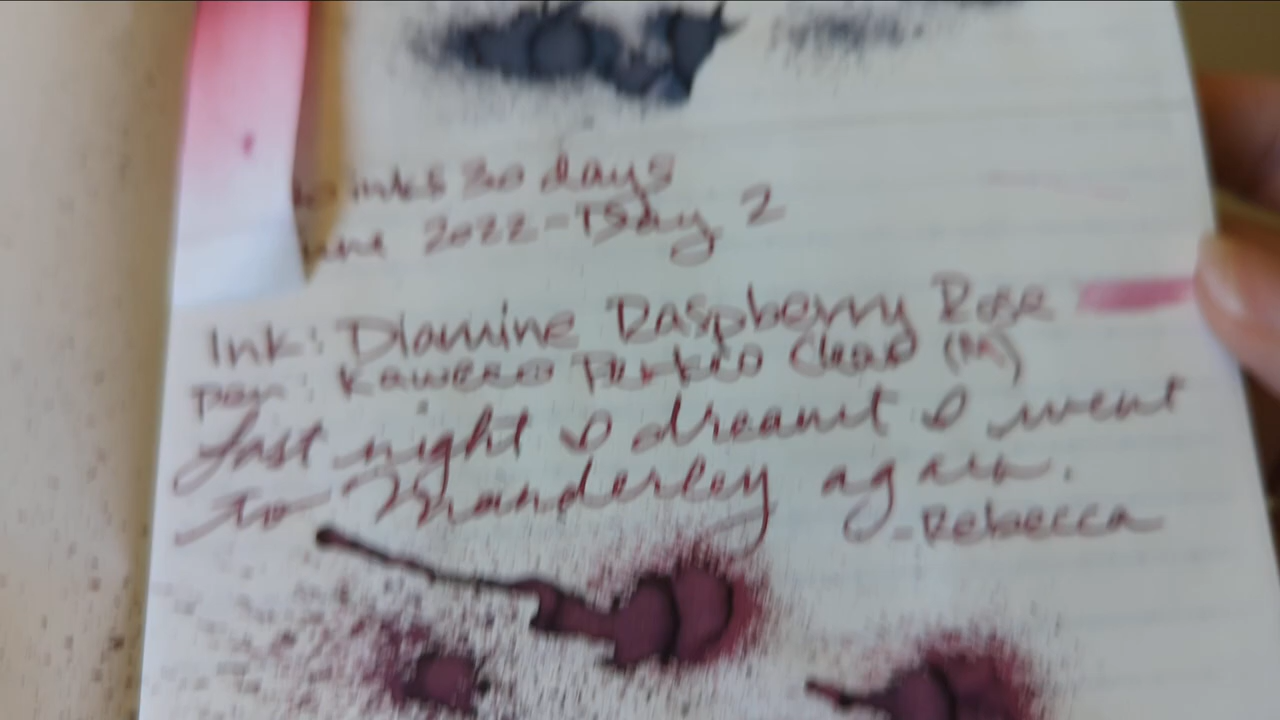 inks 30 days
2022-Day 2
Ink: Diamine Raspberry Rose
pen: Kaweco Perkeo Clear (M)
Last night I dreamt I went
to Manderley again.
-Rebecca